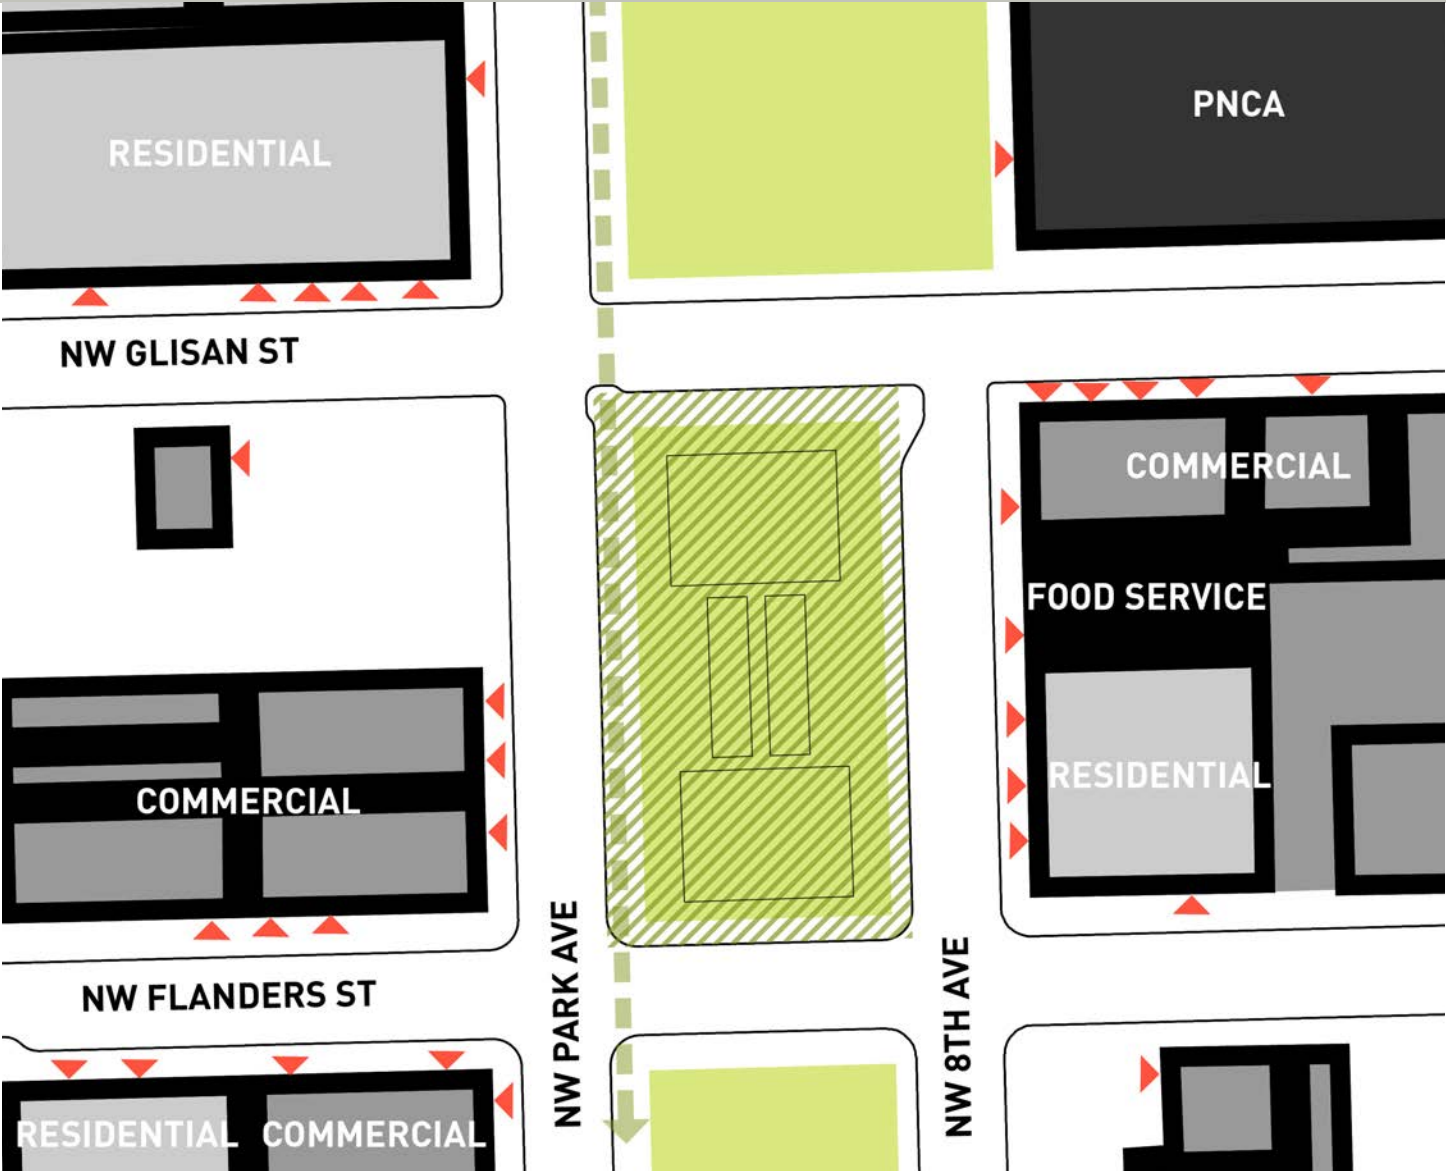 PNCA
RESIDENTIAL
NW GLISAN ST
COMMERCIAL
FOOD SERVICE
RESIDENTIAL
COMMERCIAL
NW PARK AVE
NW 8TH AVE
NW FLANDERS ST
RESIDENTIAL
COMMERCIAL